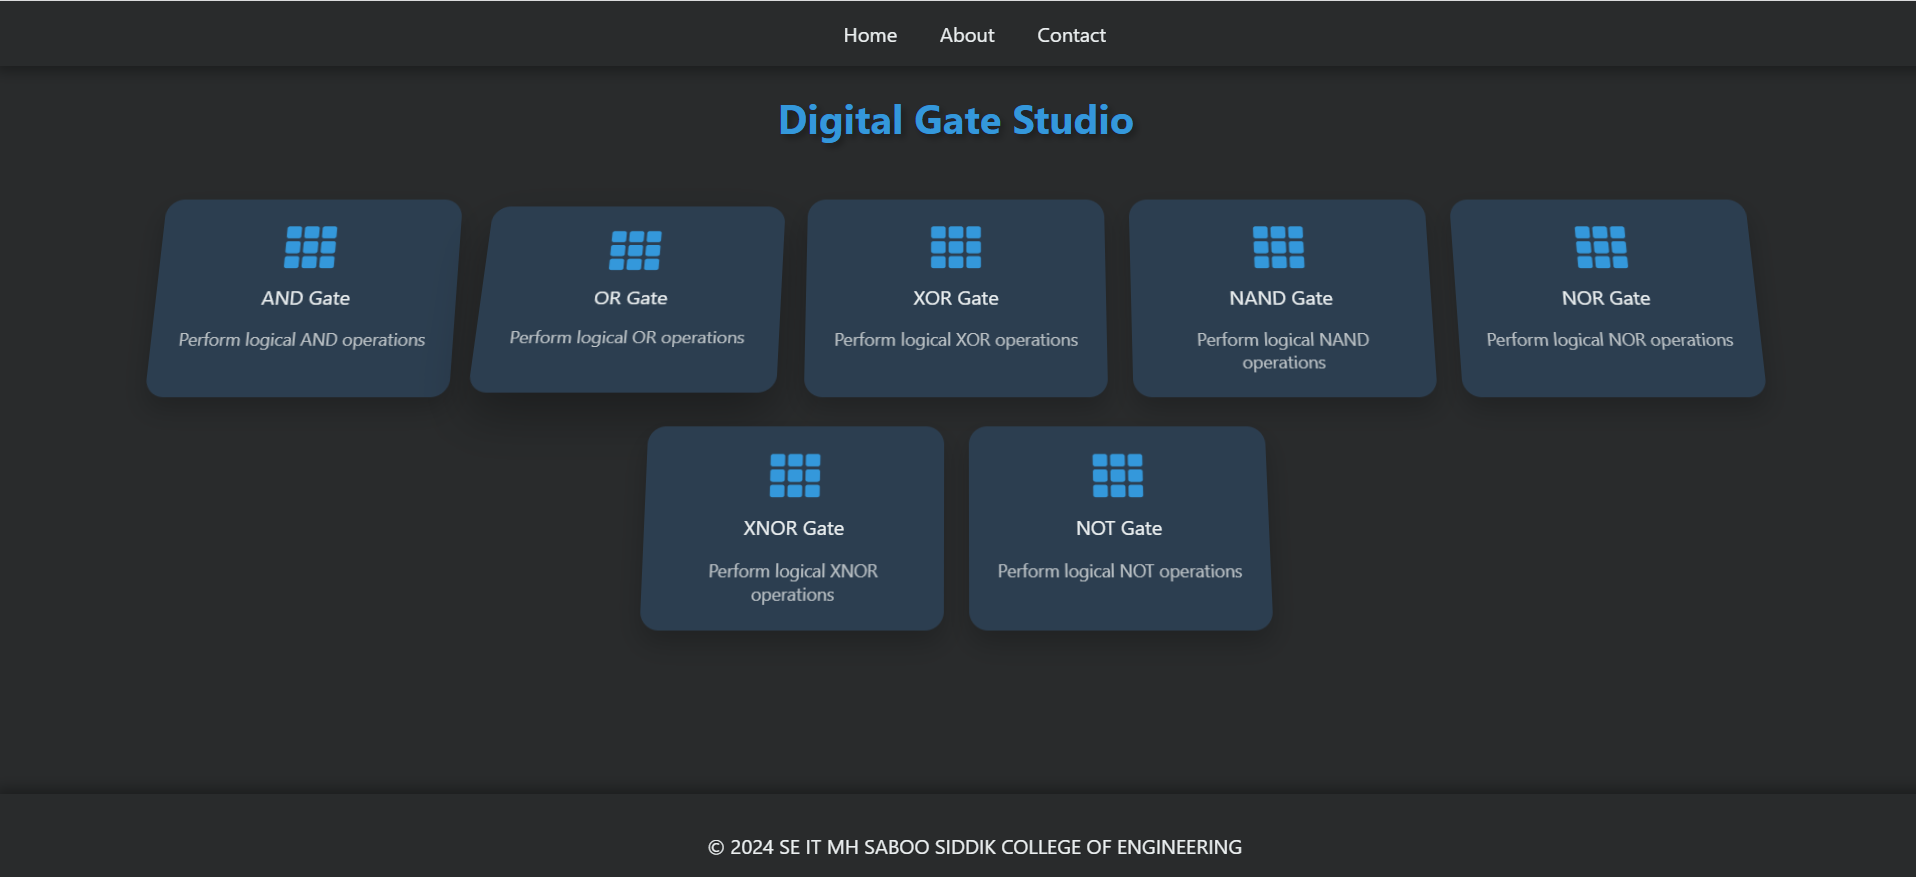 Home About Contact
Digital Gate Studio
AND Gate
Perform logical AND operations
OR Gate
Perform logical OR operations
XOR Gate
Perform logical XOR operations
NAND Gate
Perform logical NAND
operations
NOR Gate
Perform logical NOR operations
XNOR Gate
Perform logical XNOR
operations
NOT Gate
Perform logical NOT operations
© 2024 SE IT MH SABOO SIDDIK COLLEGE OF ENGINEERING